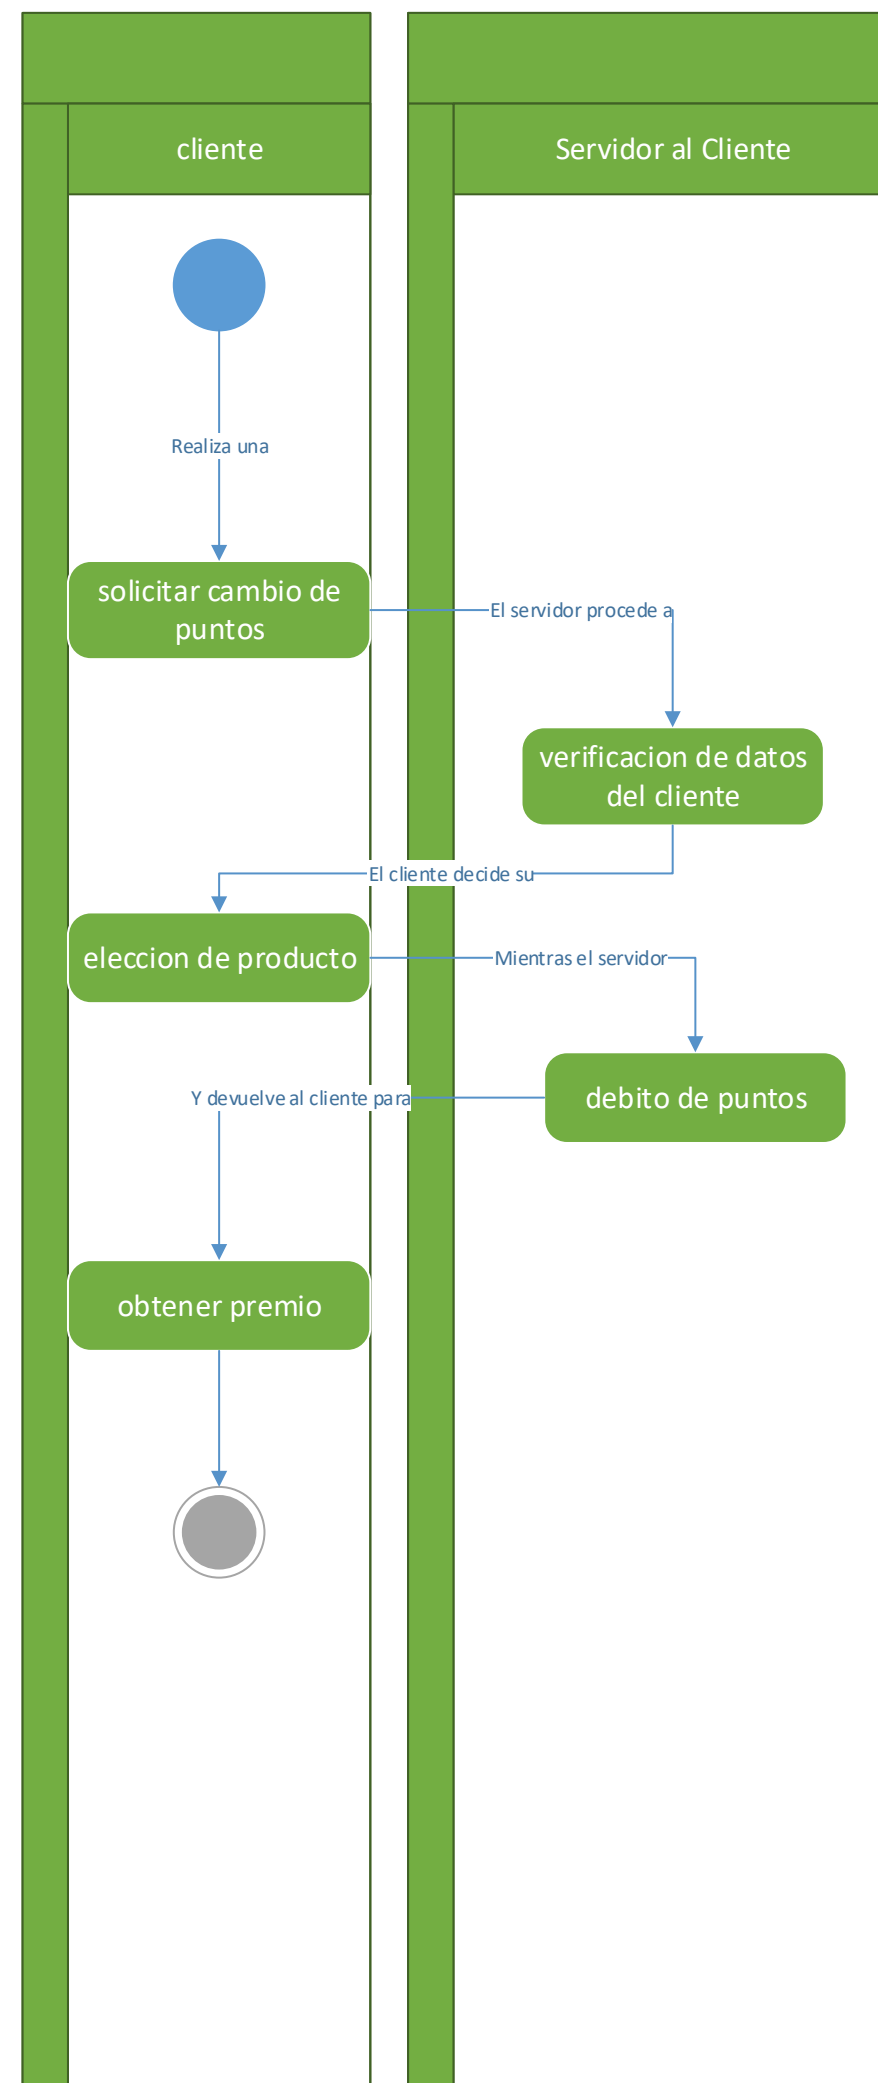 cliente
Servidor al Cliente
Realiza una
solicitar cambio de
puntos
El servidor procede a
verificacion de datos
del cliente
El cliente decide su
eleccion de producto
Mientras el servidor
debito de puntos
Y devuelve al cliente para
obtener premio